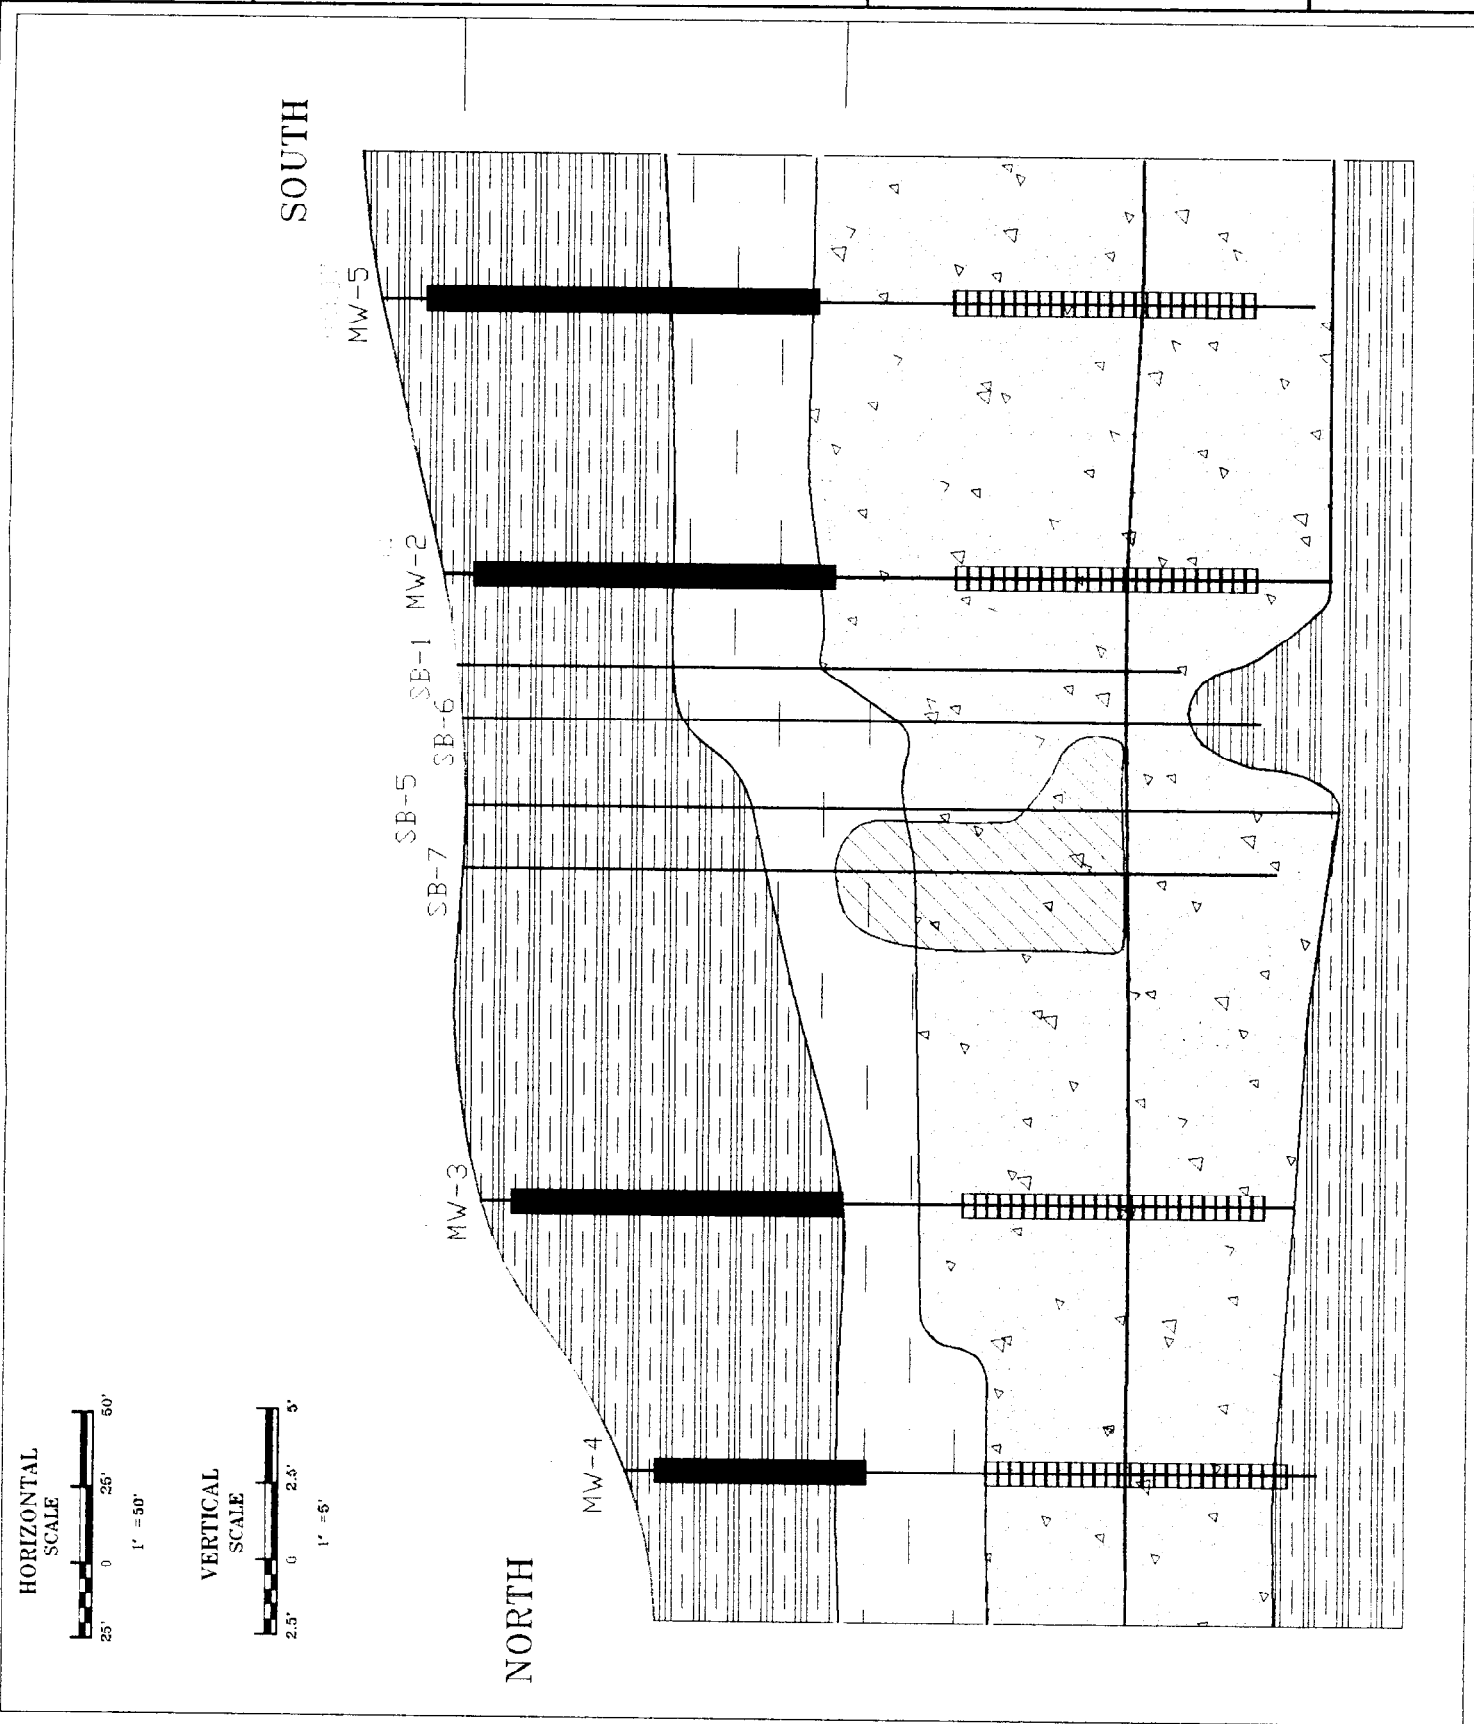 NORTH
SOUTH
MW-4
MW-3
SB-7
SB-5
SB-6
SB-1
MW-2
MW-5
HORIZONTAL
SCALE
25' 0 25' 50'
1" = 50'
VERTICAL
SCALE
2.5' 0 2.5' 5'
1" = 5'